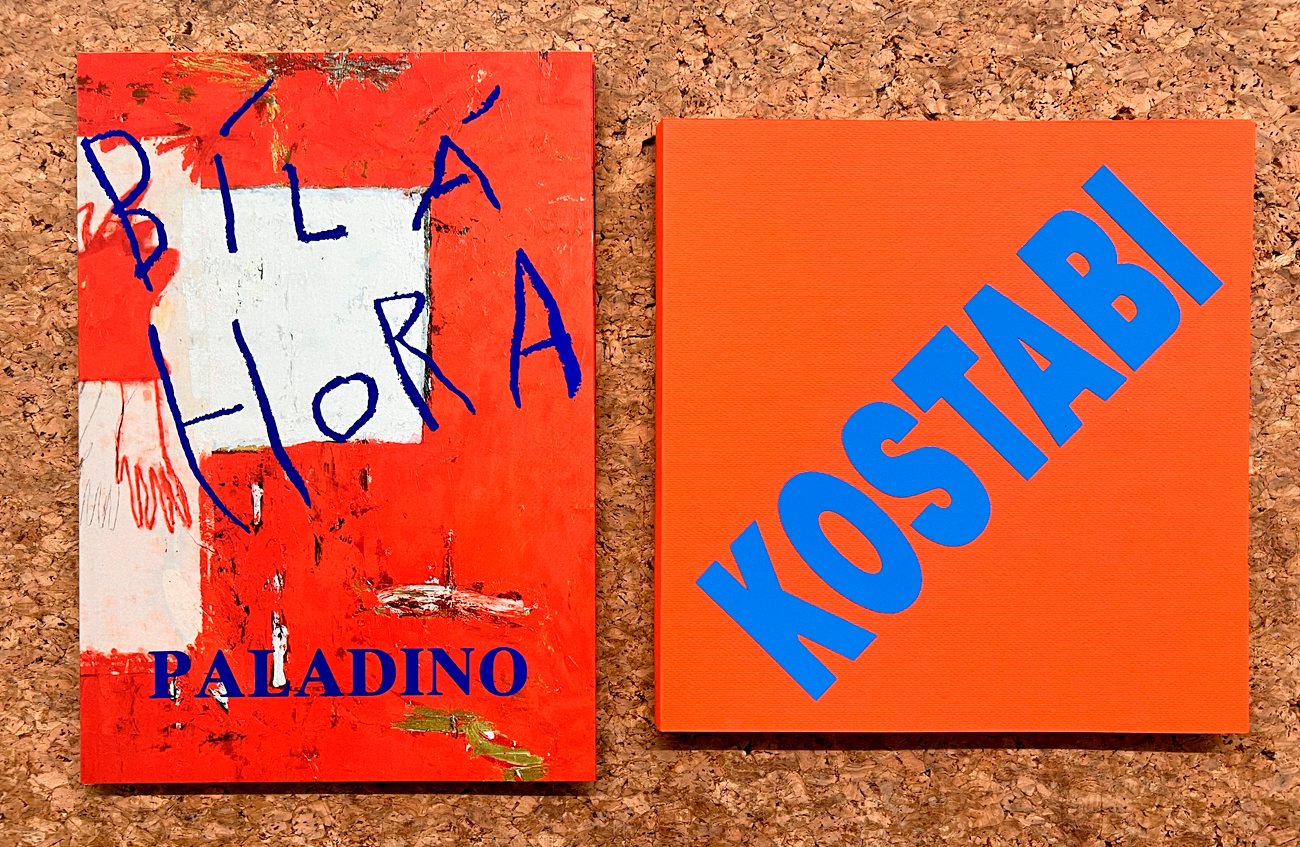 BÍLÁ
HORA
PALADINO
KOSTABI